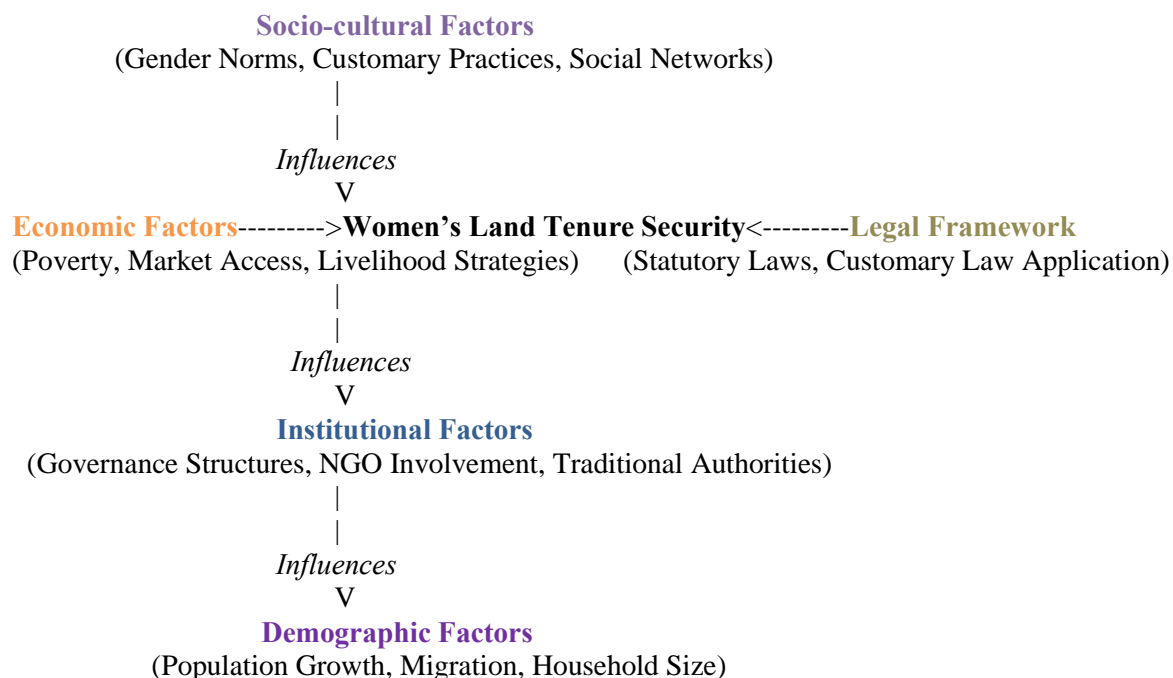 Socio-cultural Factors
(Gender Norms, Customary Practices, Social Networks)
|
|
Influences
V
Economic Factors--------->Women’s Land Tenure Security<---------Legal Framework
(Poverty, Market Access, Livelihood Strategies) (Statutory Laws, Customary Law Application)
|
|
Influences
V
Institutional Factors
(Governance Structures, NGO Involvement, Traditional Authorities)
|
|
Influences
V
Demographic Factors
(Population Growth, Migration, Household Size)